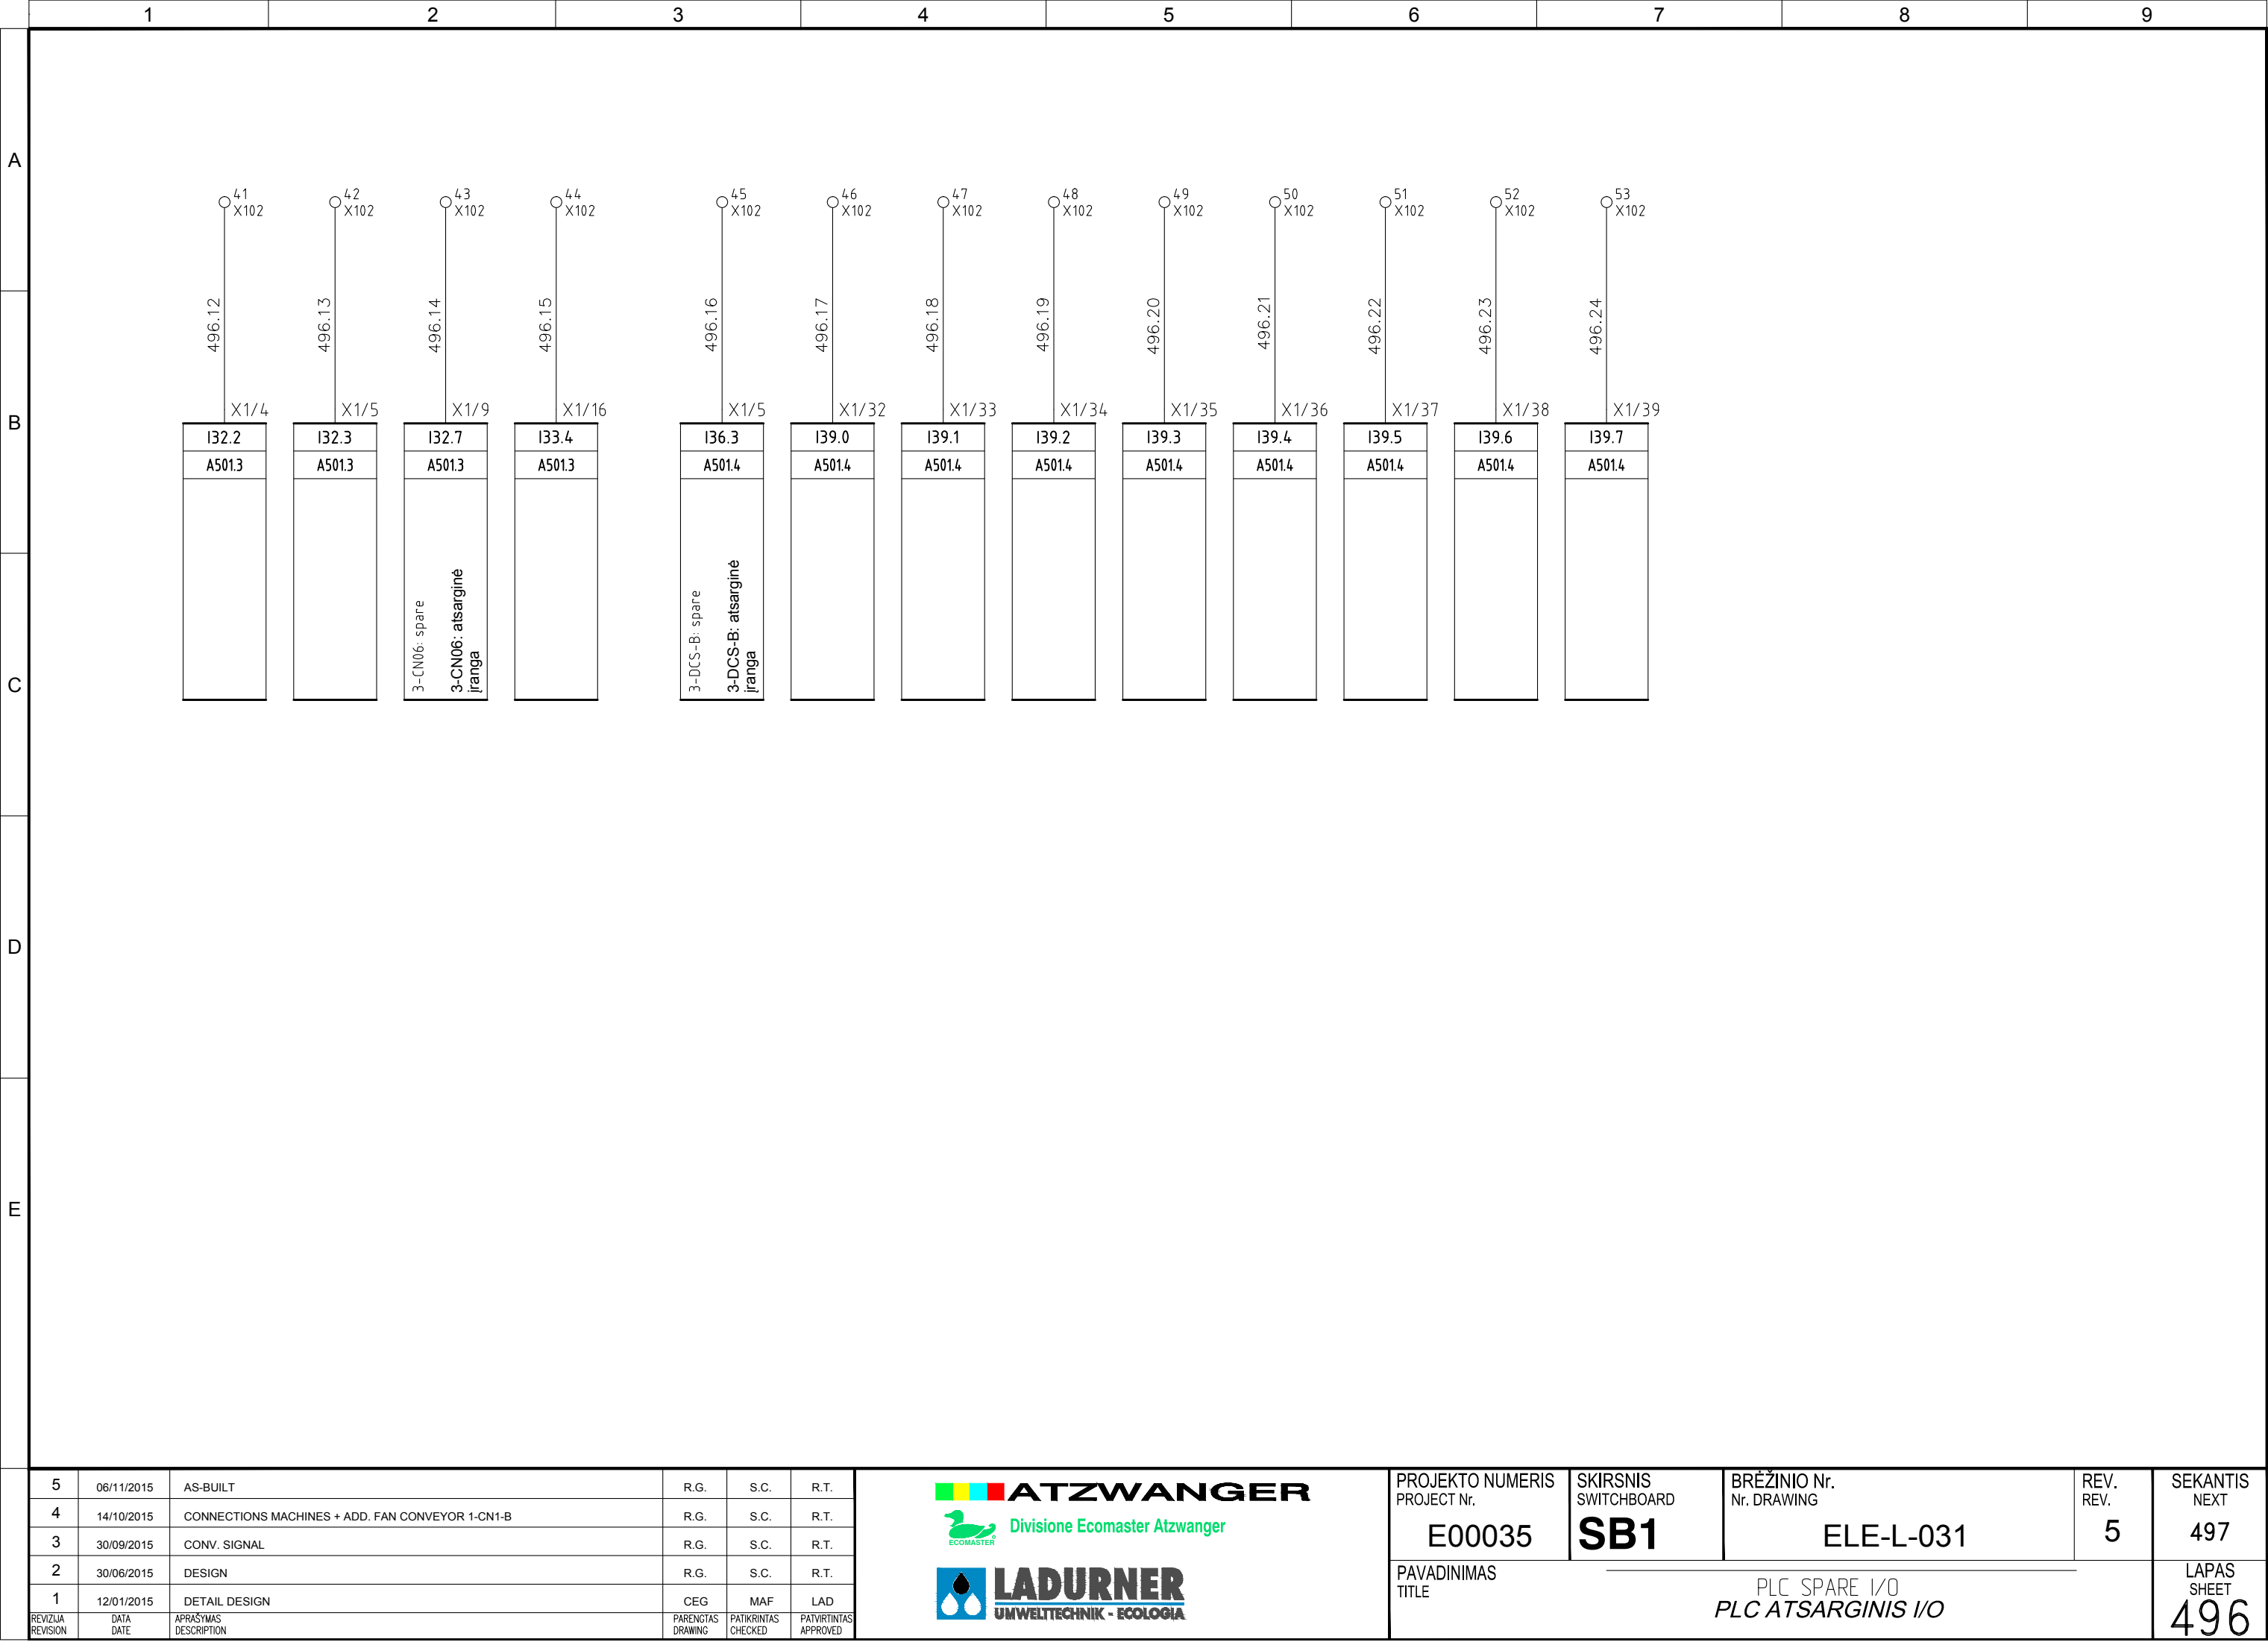 1 2 3 4 5 6 7 8 9
A
41 42 43 44 45 46 47 48 49 50 51 52 53
X102 X102 X102 X102 X102 X102 X102 X102 X102 X102 X102 X102 X102
496.12 496.13 496.14 496.15 496.16 496.17 496.18 496.19 496.20 496.21 496.22 496.23 496.24
B
X1/4 X1/5 X1/9 X1/16 X1/5 X1/32 X1/33 X1/34 X1/35 X1/36 X1/37 X1/38 X1/39
I32.2 I32.3 I32.7 I33.4 I36.3 I39.0 I39.1 I39.2 I39.3 I39.4 I39.5 I39.6 I39.7
A501.3 A501.3 A501.3 A501.3 A501.4 A501.4 A501.4 A501.4 A501.4 A501.4 A501.4 A501.4 A501.4
3-CN06: spare
3-CN06: atsarginė
įranga
3-DCS-B: spare
3-DCS-B: atsarginė
įranga
C
D
E
5 06/11/2015 AS-BUILT R.G. S.C. R.T.
4 14/10/2015 CONNECTIONS MACHINES + ADD. FAN CONVEYOR 1-CN1-B R.G. S.C. R.T.
3 30/09/2015 CONV. SIGNAL R.G. S.C. R.T.
2 30/06/2015 DESIGN R.G. S.C. R.T.
1 12/01/2015 DETAIL DESIGN CEG MAF LAD
REVIZIJA DATA APRAŠYMAS PARENGTAS PATIKRINTAS PATVIRTINTAS
REVISION DATE DESCRIPTION DRAWING CHECKED APPROVED
ATZWANGER
ECOMASTER
Divisione Ecomaster Atzwanger
LADURNER
UMWELTTECHNIK - ECOLOGIA
PROJEKTO NUMERIS
PROJECT Nr.
E00035
SKIRSNIS
SWITCHBOARD
SB1
BRĖŽINIO Nr.
Nr. DRAWING
ELE-L-031
REV.
REV.
5
SEKANTIS
NEXT
497
PAVADINIMAS
TITLE
PLC SPARE I/O
PLC ATSARGINIS I/O
LAPAS
SHEET
496